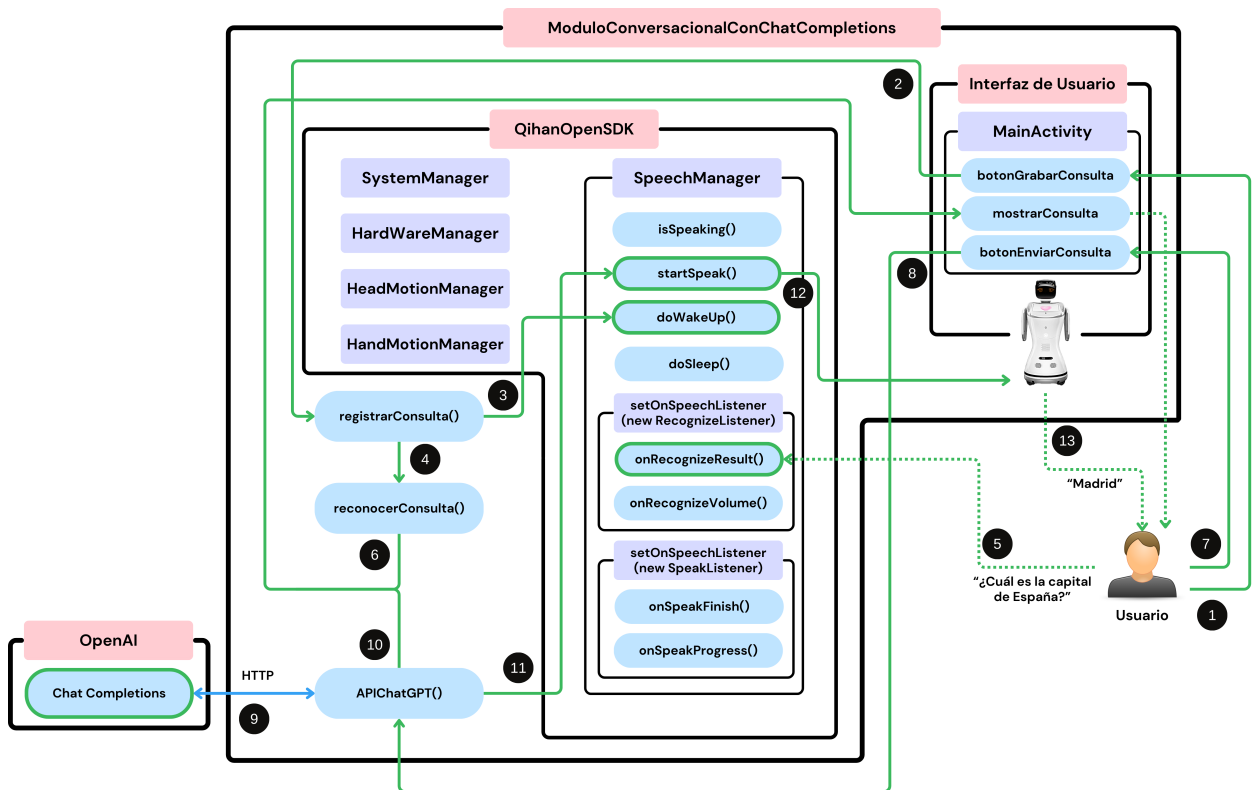 ModuloConversacionalConChatCompletions
2
Interfaz de Usuario
QihanOpenSDK
MainActivity
SystemManager
SpeechManager
botonGrabarConsulta
mostrarConsulta
isSpeaking()
HardWareManager
botonEnviarConsulta
startSpeak()
8
HeadMotionManager
12
doWakeUp()
HandMotionManager
doSleep()
3
registrarConsulta()
setOnSpeechListener
(new RecognizeListener)
4
13
onRecognizeResult()
“Madrid”
reconocerConsulta()
onRecognizeVolume()
6
5
7
setOnSpeechListener
(new SpeakListener)
“¿Cuál es la capital
de España?”
onSpeakFinish()
Usuario
1
OpenAI
10
onSpeakProgress()
11
HTTP
Chat Completions
APIChatGPT()
9